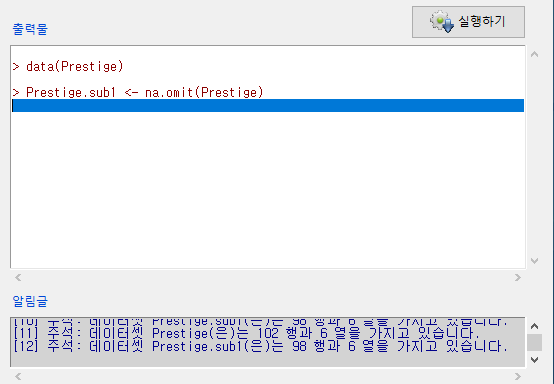 실행하기
출력물
> data(Prestige)
> Prestige.sub1 <- na.omit(Prestige)
알림글
[10] 주석: 데이터셋 Prestige.sub1(은)는 98 행과 6 열을 가지고 있습니다.
[11] 주석: 데이터셋 Prestige(은)는 102 행과 6 열을 가지고 있습니다.
[12] 주석: 데이터셋 Prestige.sub1(은)는 98 행과 6 열을 가지고 있습니다.